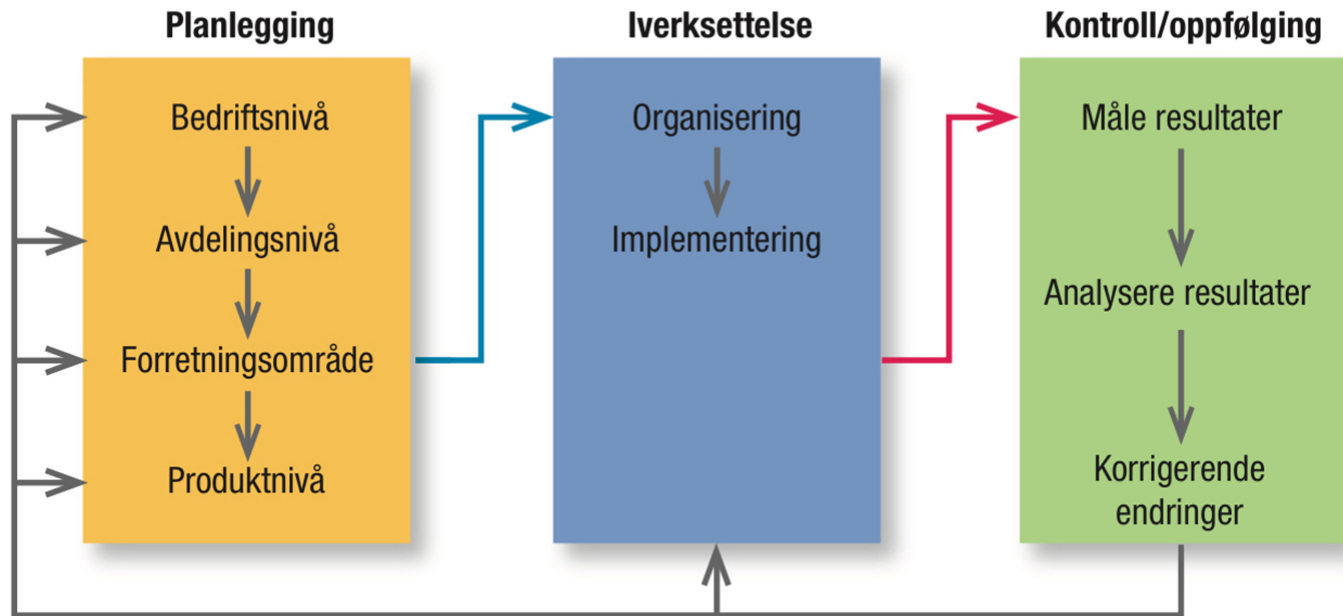 Planlegging
Bedriftsnivå
Avdelingsnivå
Forretningsområde
Produktnivå
Iverksettelse
Organisering
Implementering
Kontroll/oppfølging
Måle resultater
Analysere resultater
Korrigerende
endringer